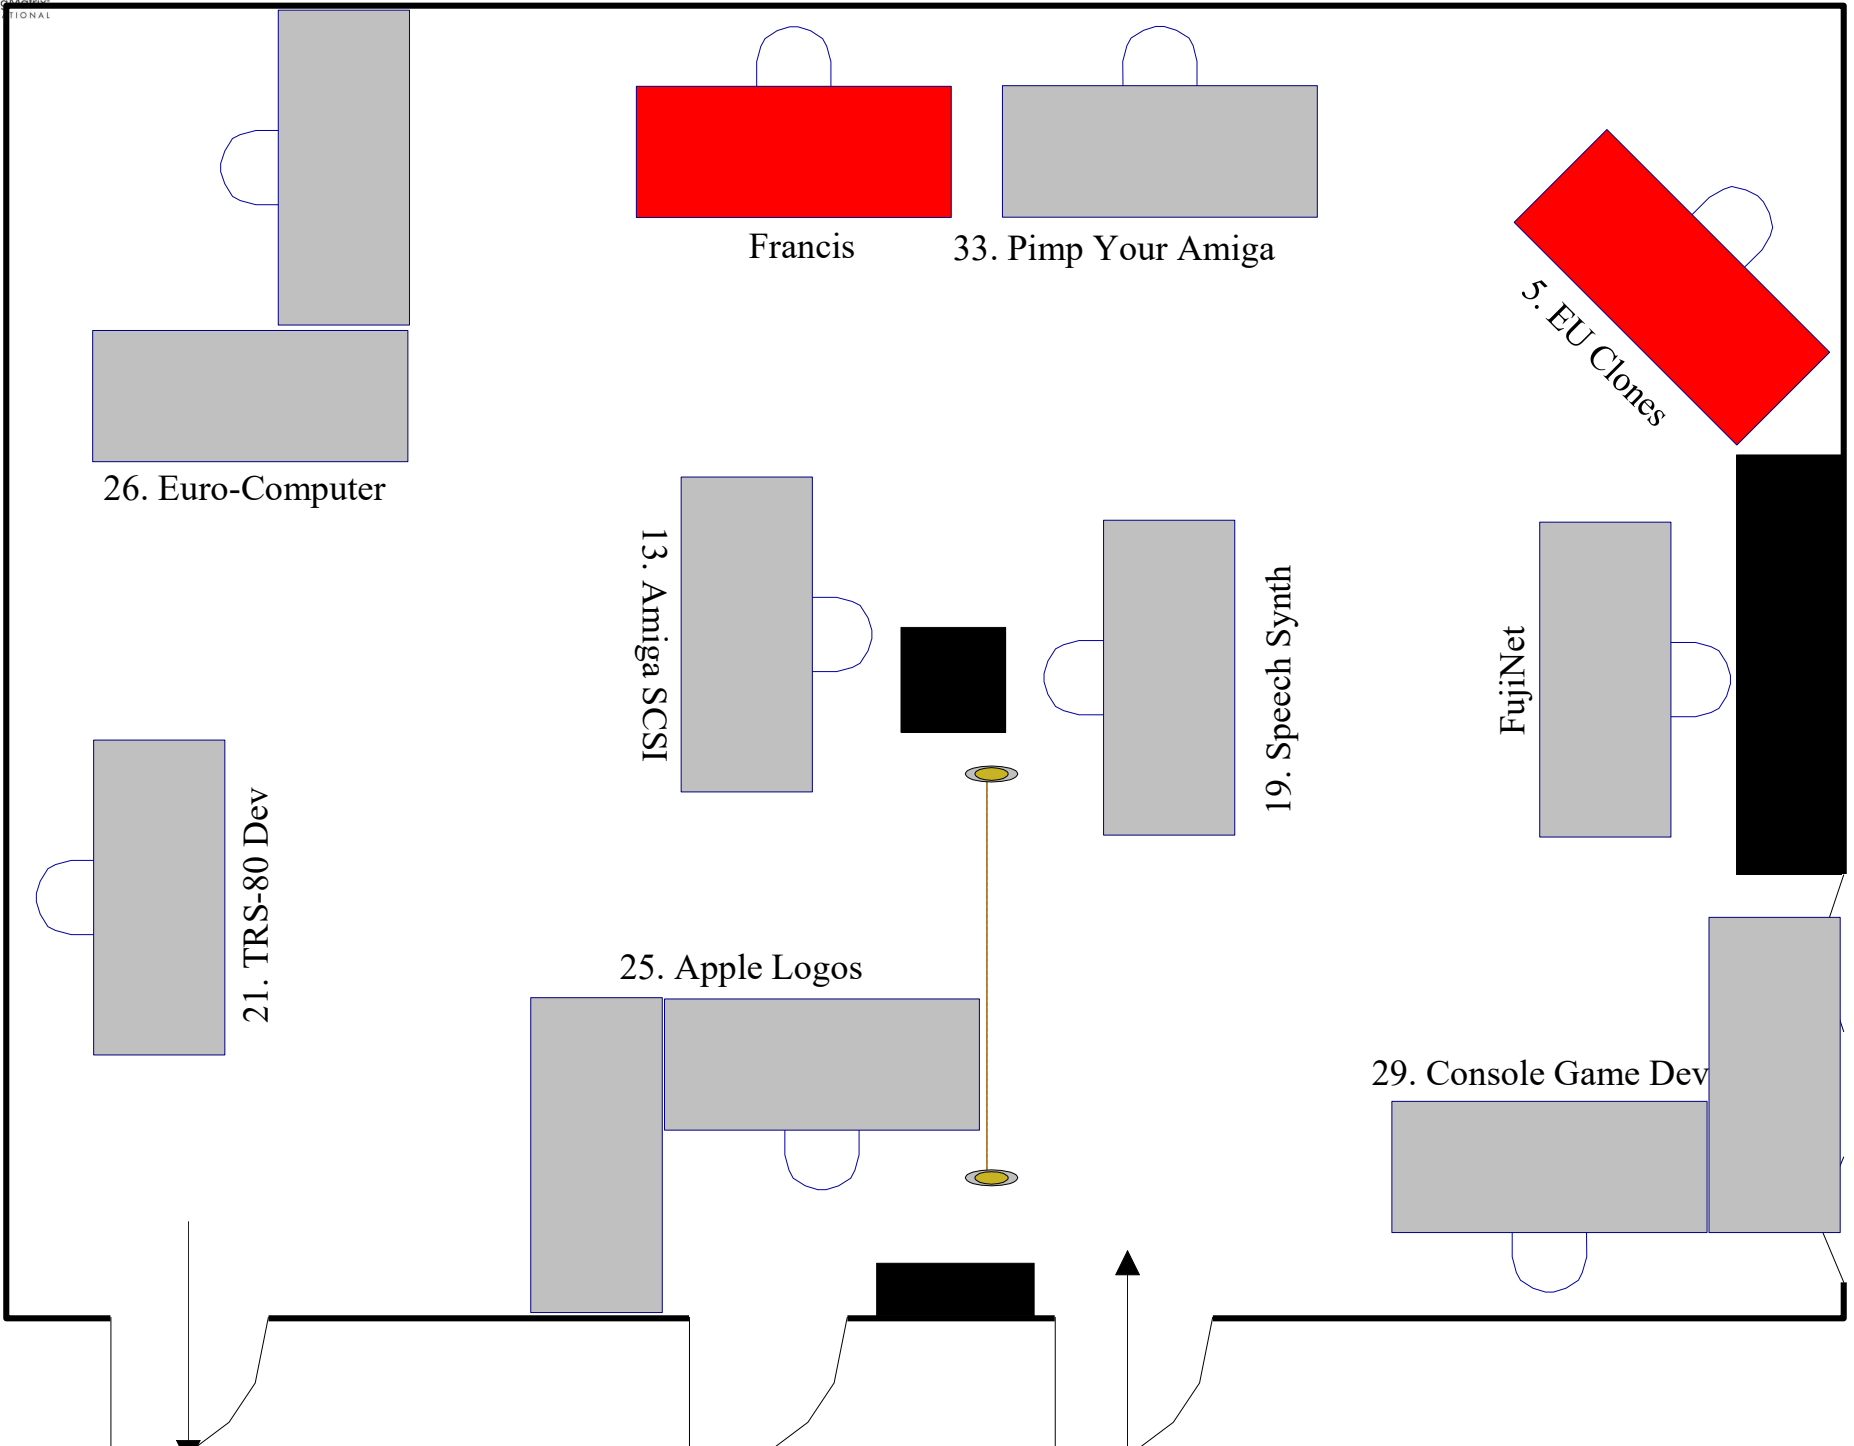 ATIONAL
Francis
33. Pimp Your Amiga
5. EU Clones
26. Euro-Computer
13. Amiga SCSI
19. Speech Synth
FujiNet
21. TRS-80 Dev
25. Apple Logos
29. Console Game Dev